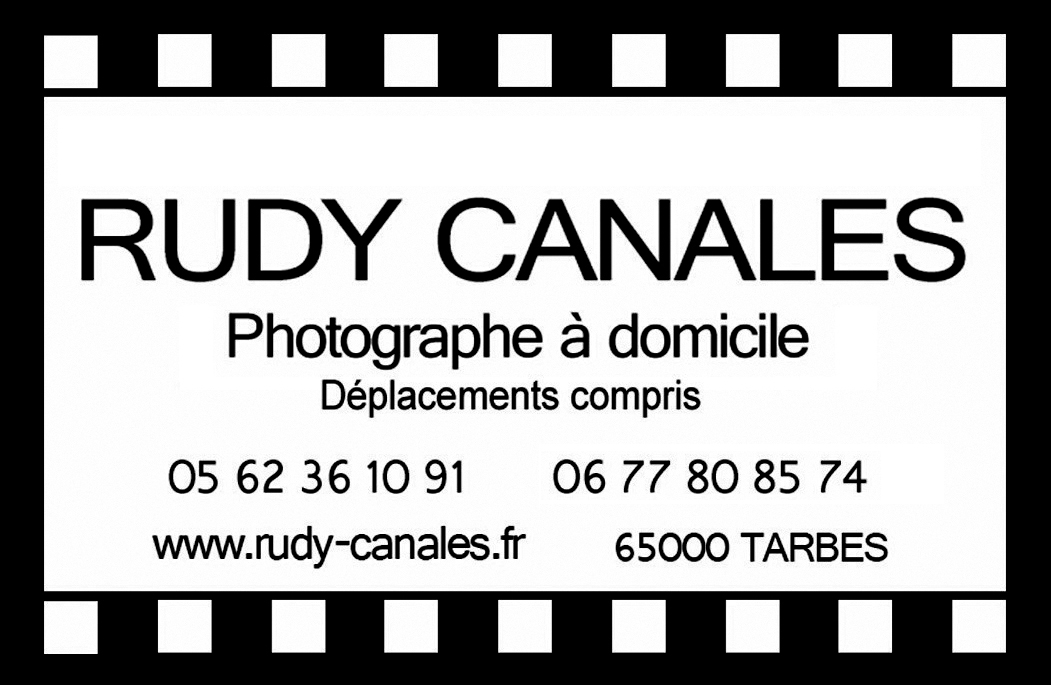 RUDY CANALES
Photographe à domicile
Déplacements compris
05 62 36 10 91 06 77 80 85 74
www.rudy-canales.fr 65000 TARBES